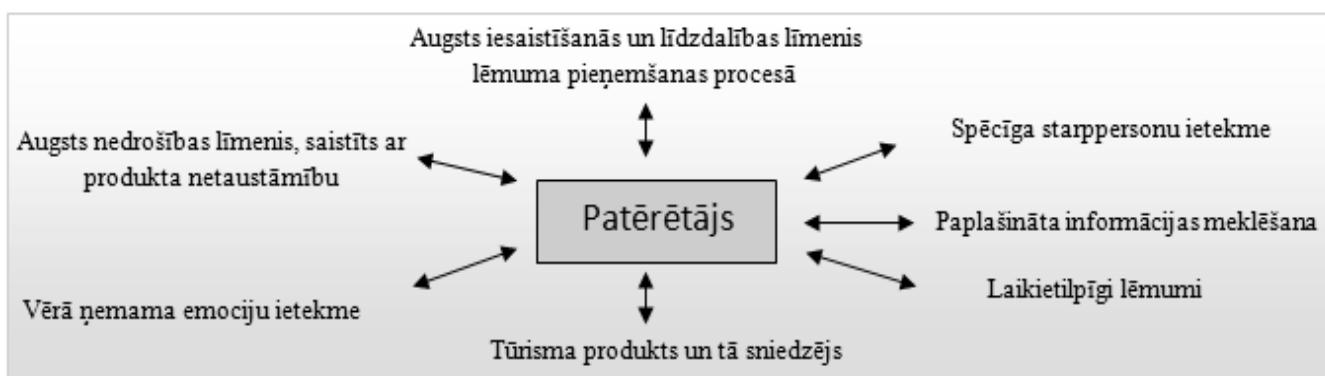 Augsts iesaistīšanās un līdzdalības līmenis
lēmuma pieņemšanas procesā
Augsts nedrošības līmenis, saistīts ar
produkta netaustāmību
Spēcīga starppersonu ietekme
Patērētājs
Paplašināta informācijas meklēšana
Vērā ņemama emociju ietekme
Laikietilpīgi lēmumi
Tūrisma produkts un tā sniedzējs